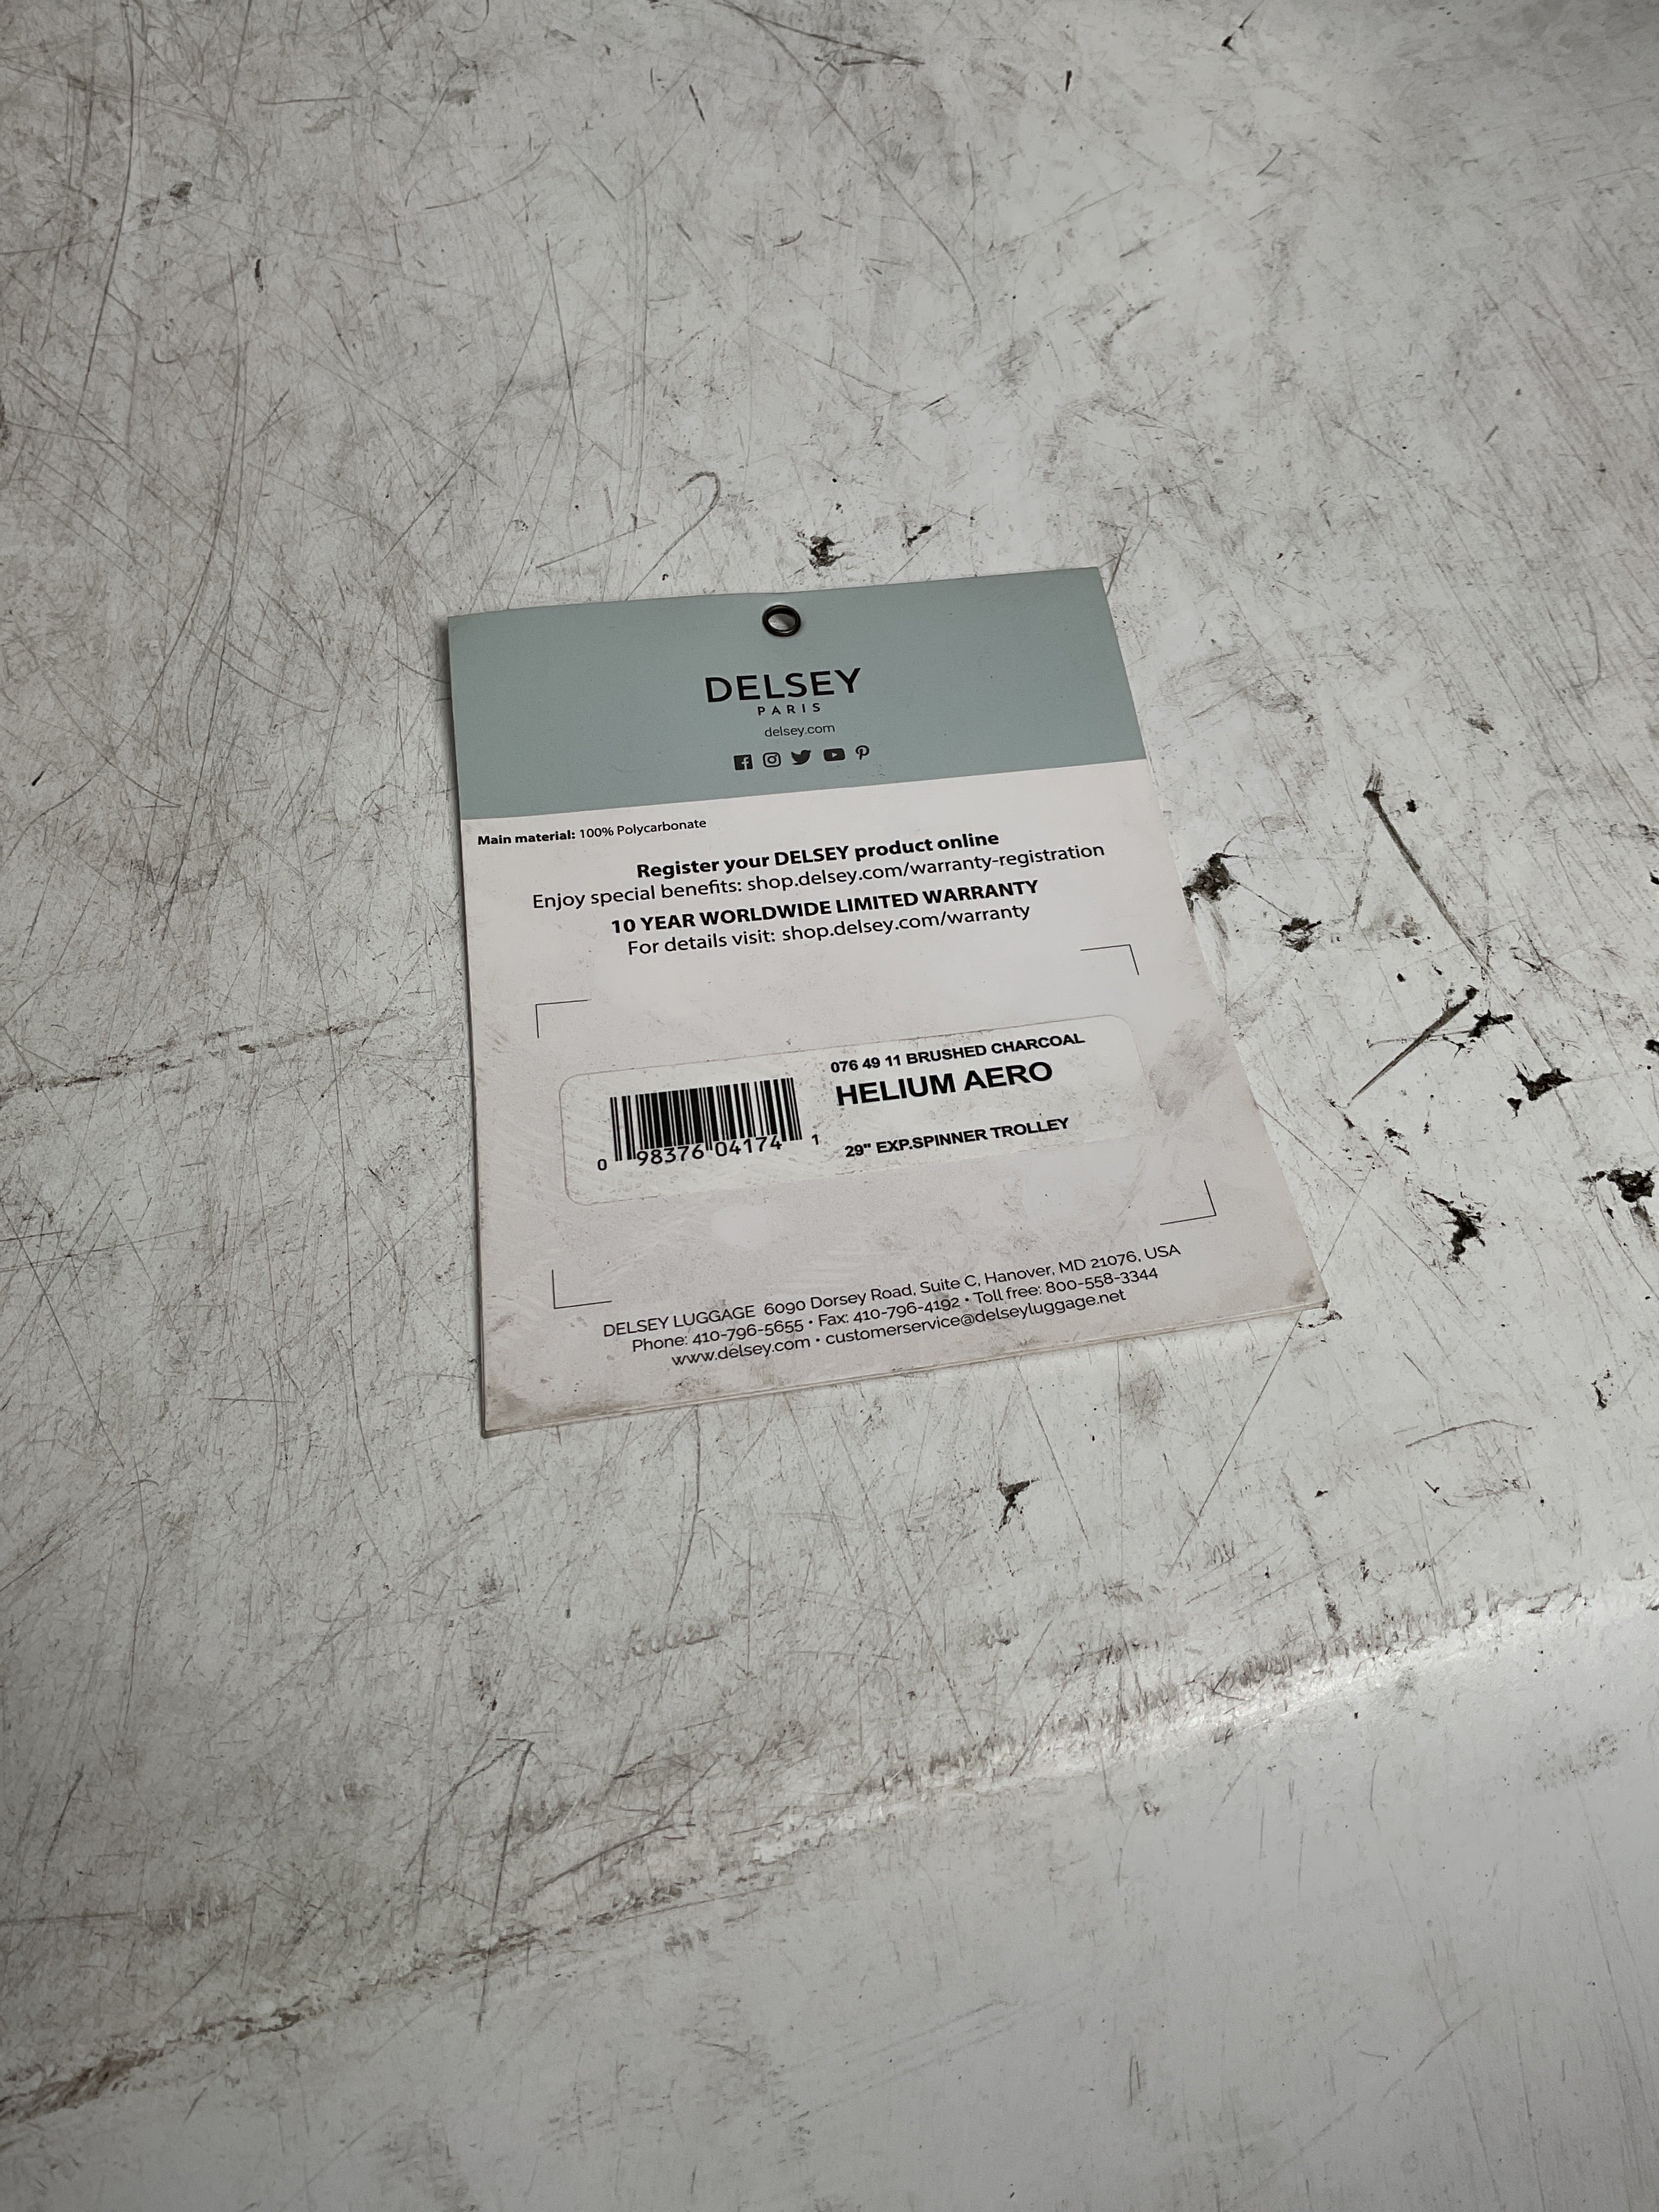 DELSEY
PARIS
delsey.com
Main material: 100% Polycarbonate
Register your DELSEY product online
Enjoy special benefits: shop.delsey.com/warranty-registration
10 YEAR WORLDWIDE LIMITED WARRANTY
For details visit: shop.delsey.com/warranty
076 49 11 BRUSHED CHARCOAL
HELIUM AERO
29" EXP.SPINNER TROLLEY
0 98376 04174 1
DELSEY LUGGAGE 6090 Dorsey Road, Suite C, Hanover, MD 21076, USA
Phone: 410-796-5655 • Fax: 410-796-4192 • Toll free: 800-558-3344
www.delsey.com • customerservice@delseyluggage.net